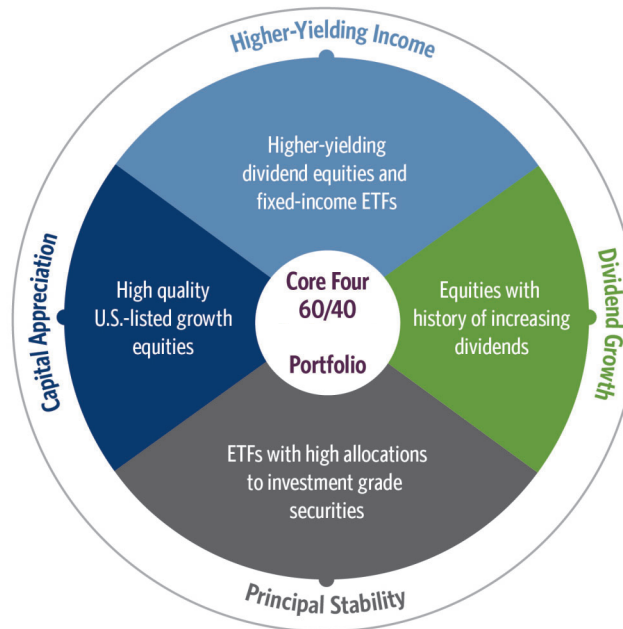 Higher-Yielding Income
Higher-yielding
dividend equities and
fixed-income ETFs
Capital Appreciation
High quality
U.S.-listed growth
equities
Core Four
60/40
Portfolio
Equities with
history of increasing
dividends
Dividend Growth
ETFs with high allocations
to investment grade
securities
Principal Stability